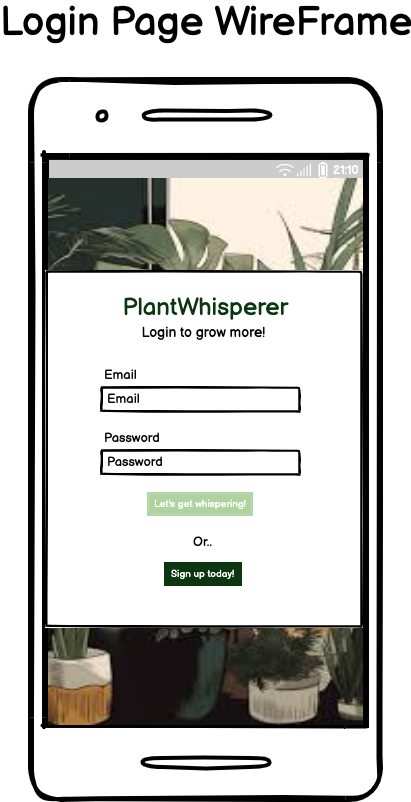 Login Page WireFrame
21:10
PlantWhisperer
Login to grow more!
Email
Email
Password
Password
Let's get whispering!
Or..
Sign up today!